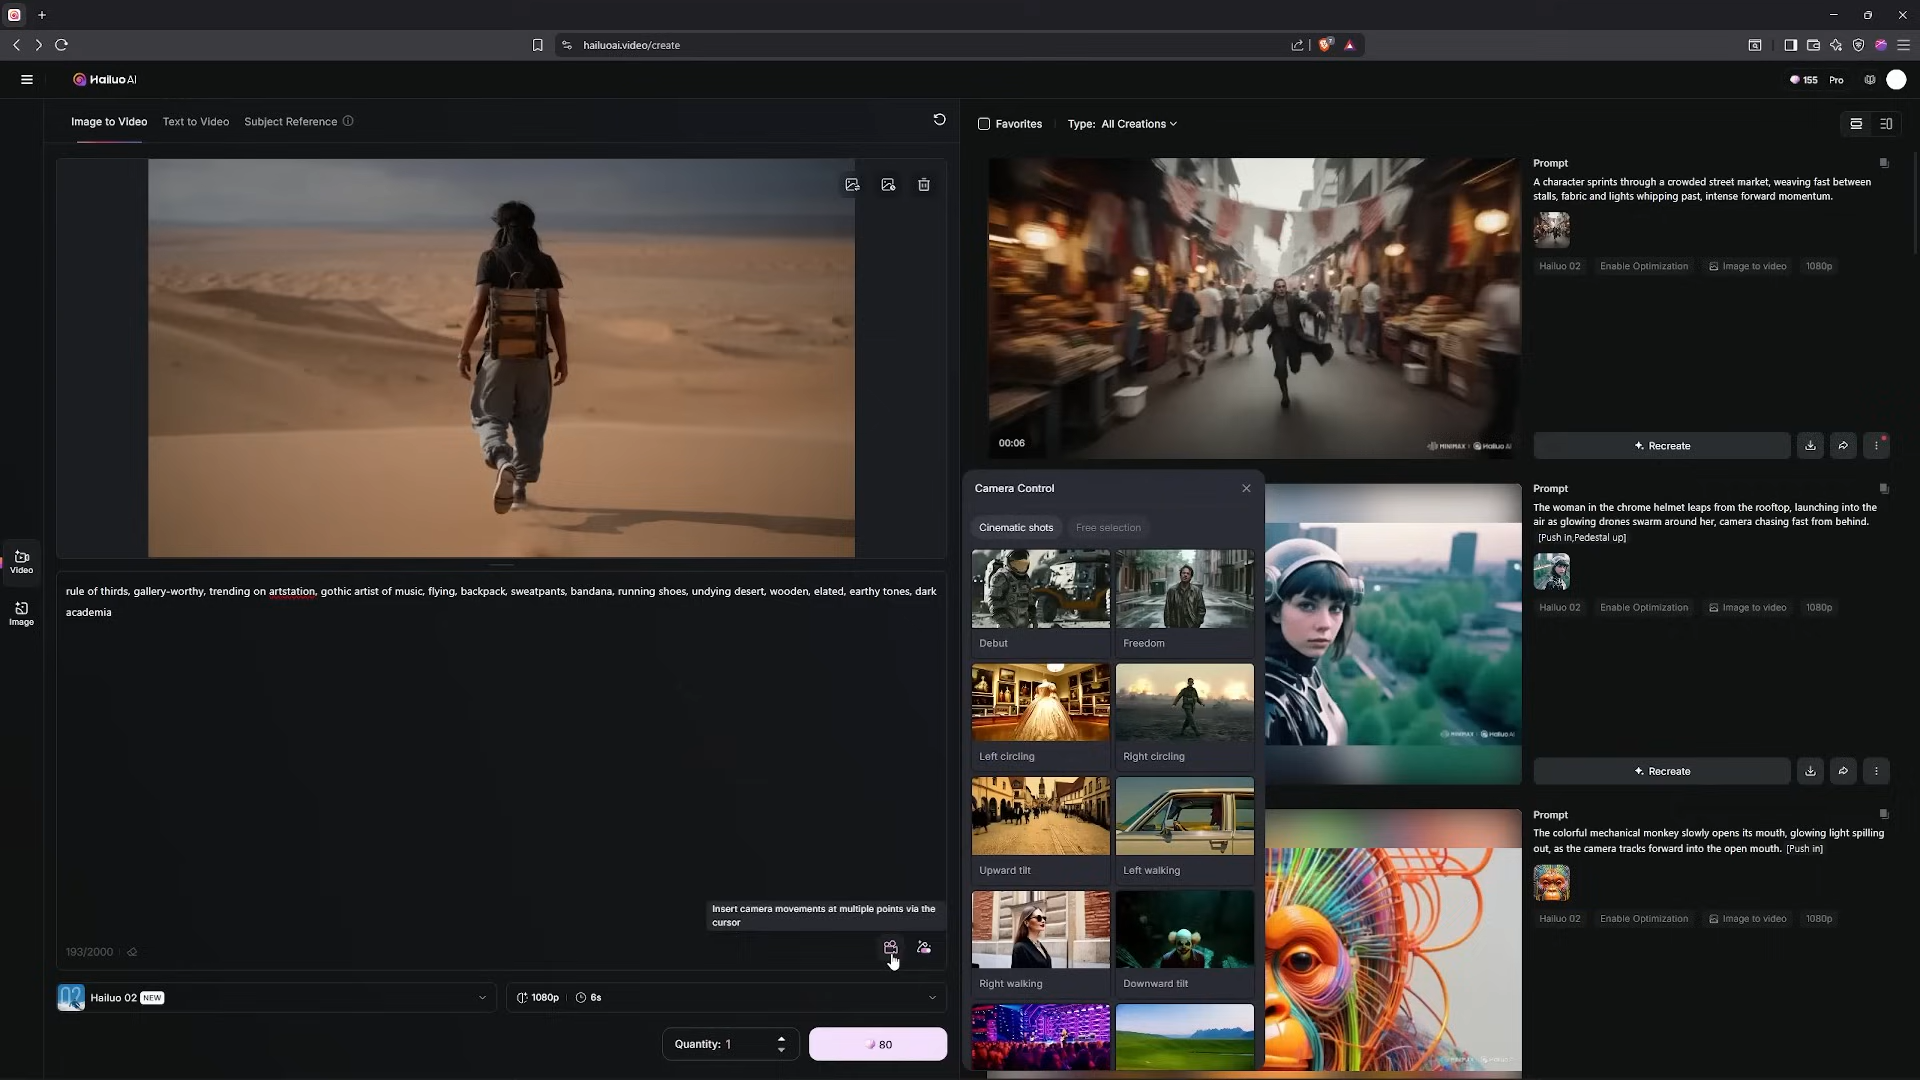 hailuoai.video/create
Hailuo AI
155
Pro
Image to Video
Text to Video
Subject Reference
Favorites
Type: All Creations
00:06
MINIMAX | Hailuo AI
Prompt
A character sprints through a crowded street market, weaving fast between
stalls, fabric and lights whipping past, intense forward momentum.
Hailuo 02
Enable Optimization
Image to video
1080p
Recreate
Video
Image
rule of thirds, gallery-worthy, trending on artstation, gothic artist of music, flying, backpack, sweatpants, bandana, running shoes, undying desert, wooden, elated, earthy tones, dark
academia
Insert camera movements at multiple points via the
cursor
193/2000
Hailuo 02 NEW
1080p
6s
Quantity: 1
80
Camera Control
Cinematic shots
Free selection
Debut
Freedom
Left circling
Right circling
Upward tilt
Left walking
Right walking
Downward tilt
MINIMAX | Hailuo AI
Prompt
The woman in the chrome helmet leaps from the rooftop, launching into the
air as glowing drones swarm around her, camera chasing fast from behind.
[Push in,Pedestal up]
Hailuo 02
Enable Optimization
Image to video
1080p
Recreate
MINIMAX | Hailuo AI
Prompt
The colorful mechanical monkey slowly opens its mouth, glowing light spilling
out, as the camera tracks forward into the open mouth. [Push in]
Hailuo 02
Enable Optimization
Image to video
1080p